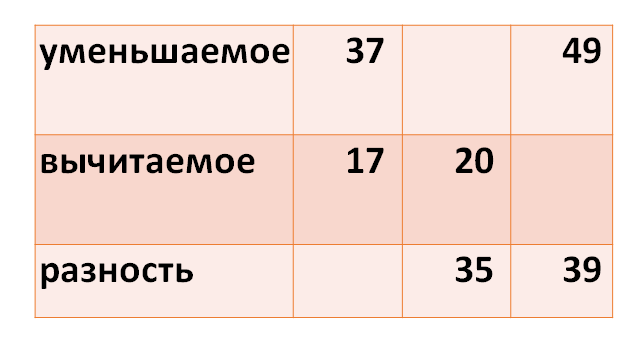 уменьшаемое 37 49
вычитаемое 17 20
разность 35 39